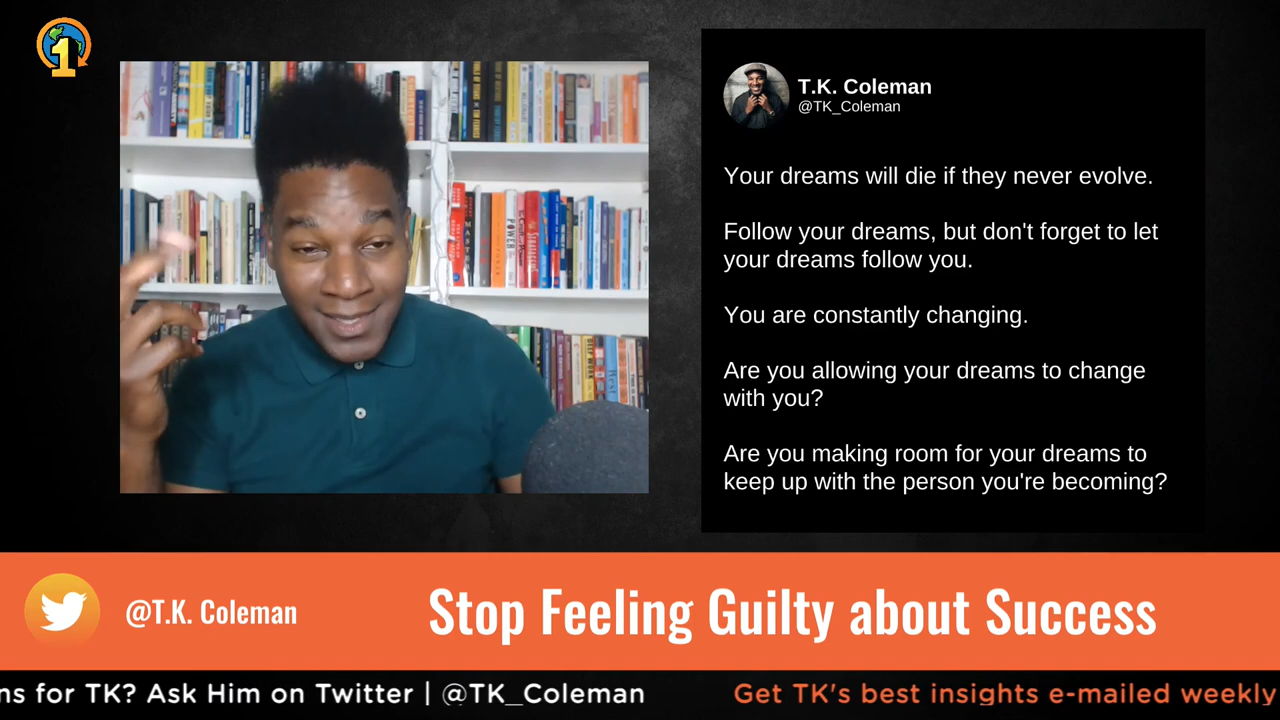 1
T.K. Coleman
@TK_Coleman
Your dreams will die if they never evolve.
Follow your dreams, but don't forget to let
your dreams follow you.
You are constantly changing.
Are you allowing your dreams to change
with you?
Are you making room for your dreams to
keep up with the person you're becoming?
POWER
@T.K. Coleman
Stop Feeling Guilty about Success
ns for TK? Ask Him on Twitter | @TK_Coleman
Get TK's best insights e-mailed weekly